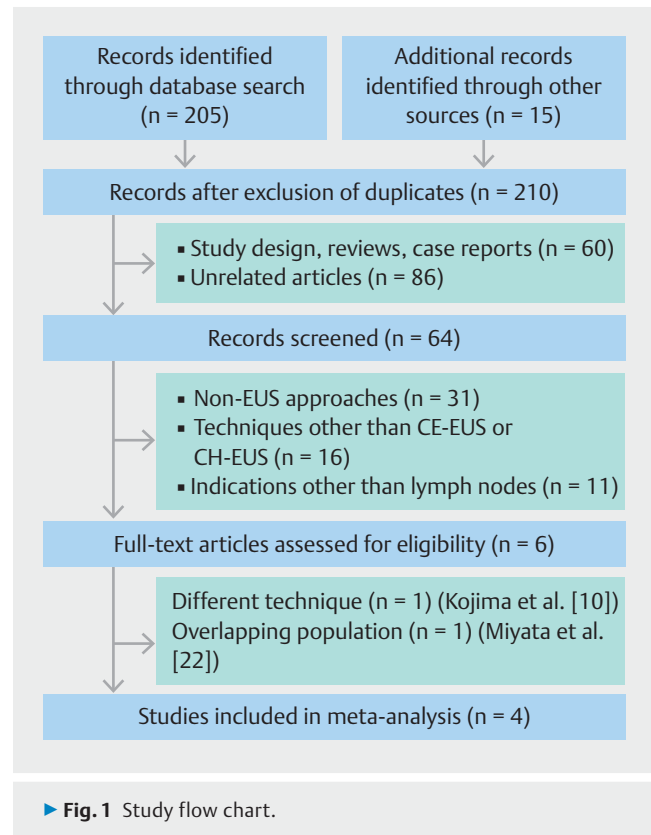 Records identified
through database search
(n = 205)
Additional records
identified through other
sources (n = 15)
Records after exclusion of duplicates (n = 210)
▪ Study design, reviews, case reports (n = 60)
▪ Unrelated articles (n = 86)
Records screened (n = 64)
▪ Non-EUS approaches (n = 31)
▪ Techniques other than CE-EUS or
CH-EUS (n = 16)
▪ Indications other than lymph nodes (n = 11)
Full-text articles assessed for eligibility (n = 6)
Different technique (n = 1) (Kojima et al. [10])
Overlapping population (n = 1) (Miyata et al.
[22])
Studies included in meta-analysis (n = 4)
▶ Fig. 1 Study flow chart.